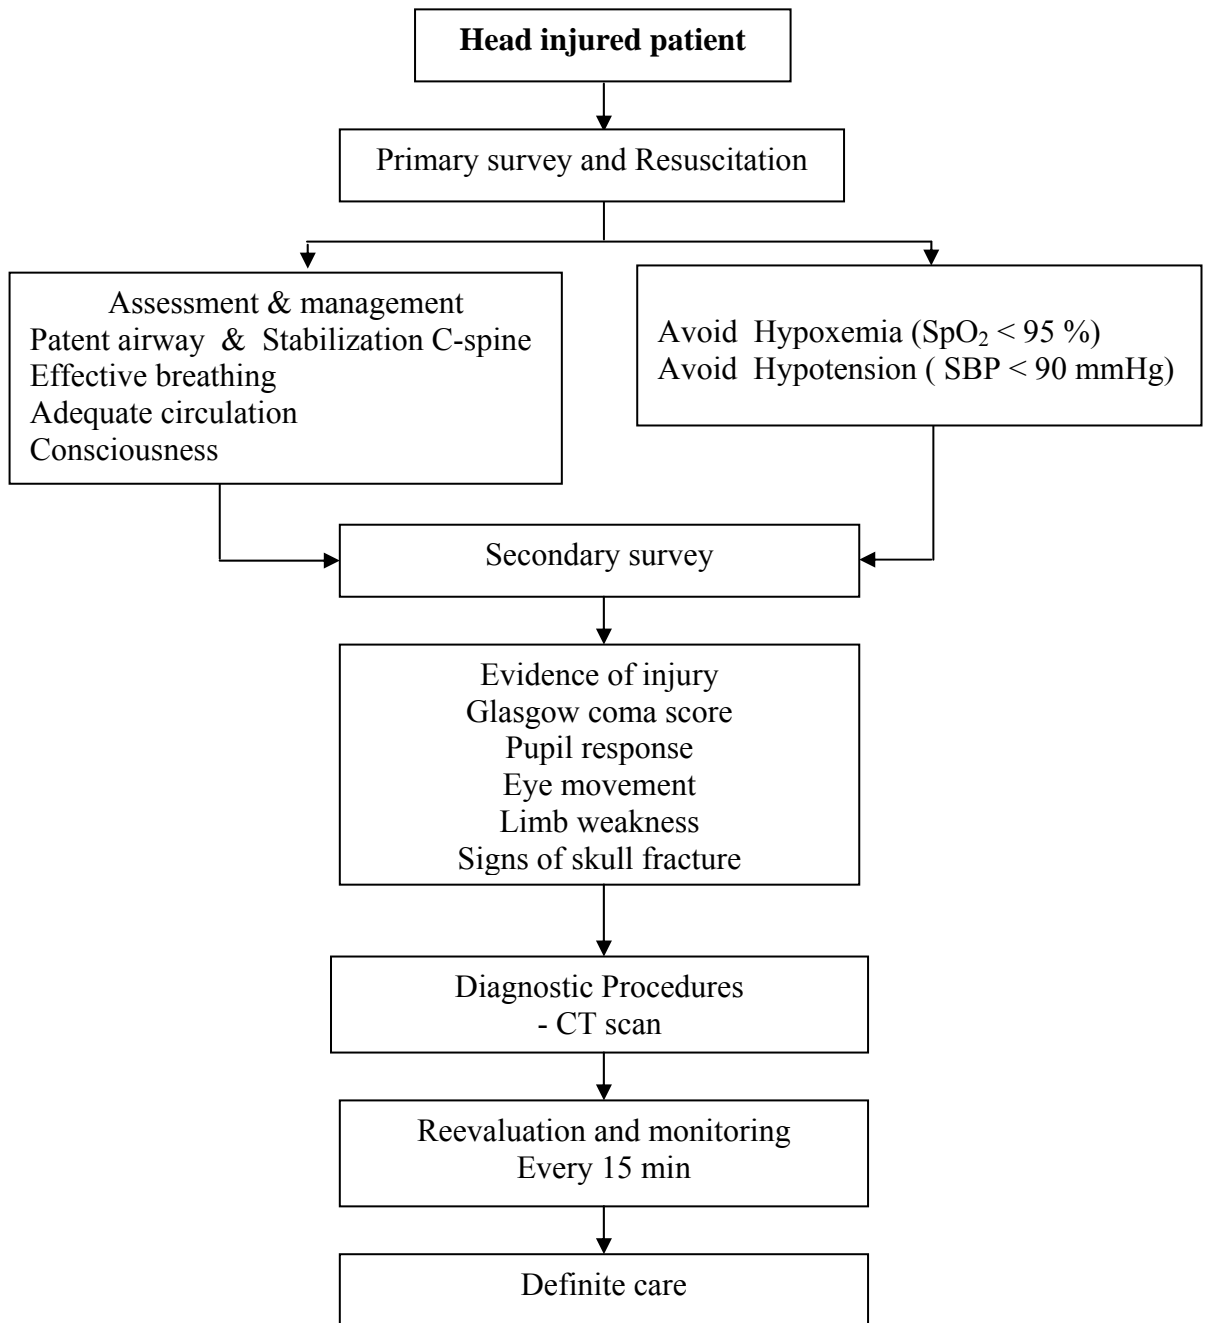 Head injured patient
Primary survey and Resuscitation
Assessment & management
Patent airway & Stabilization C-spine
Effective breathing
Adequate circulation
Consciousness
Avoid Hypoxemia (SpO₂ < 95 %)
Avoid Hypotension ( SBP < 90 mmHg)
Secondary survey
Evidence of injury
Glasgow coma score
Pupil response
Eye movement
Limb weakness
Signs of skull fracture
Diagnostic Procedures
- CT scan
Reevaluation and monitoring
Every 15 min
Definite care